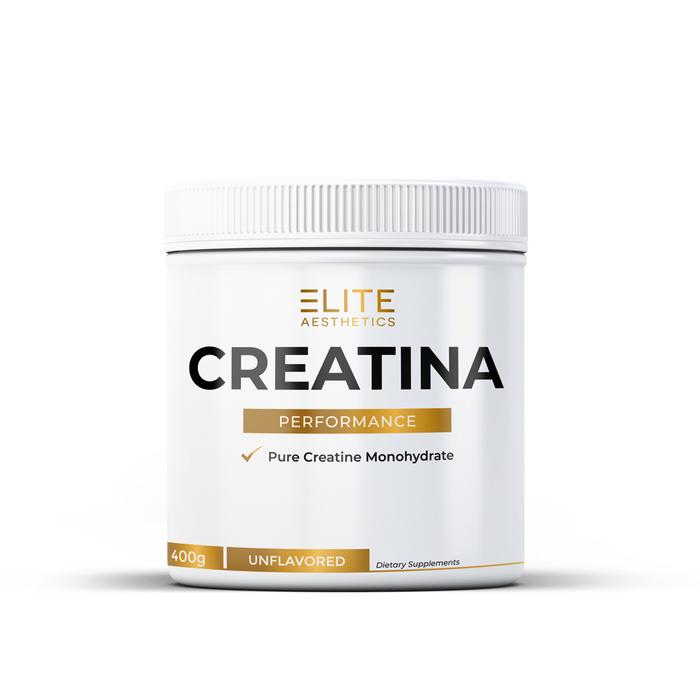 ELITE
AESTHETICS
CREATINA
PERFORMANCE
Pure Creatine Monohydrate
400g
UNFLAVORED
Dietary Supplements